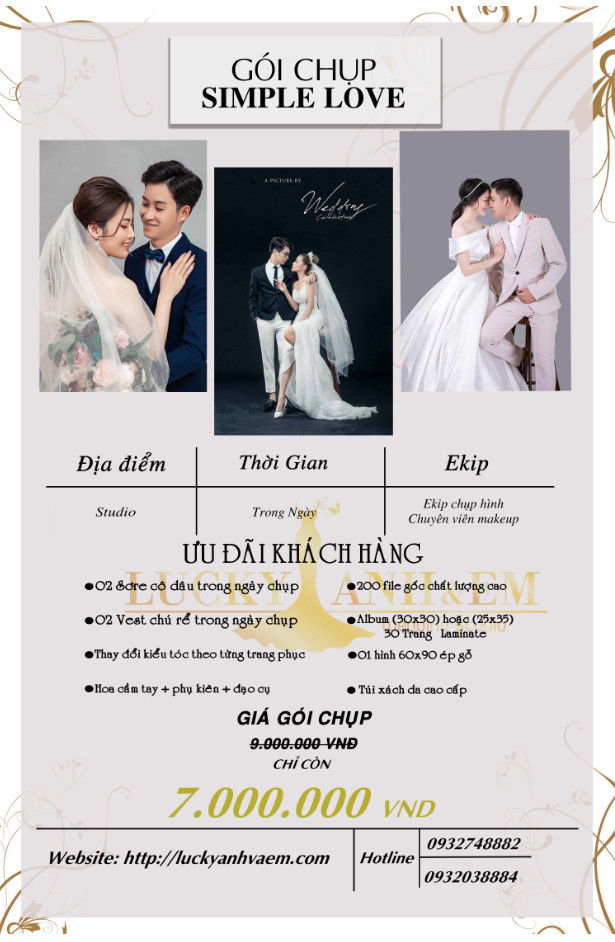 GÓI CHỤP
SIMPLE LOVE
A PICTURE BY
Wedding
Celebration
Địa điểm
Thời Gian
Ekip
Studio
Trong Ngày
Ekip chụp hình
Chuyên viên makeup
ƯU ĐÃI KHÁCH HÀNG
LUCKY ANH&EM
●02 Sơre cô dâu trong ngày chụp
●02 Vest chú rể trong ngày chụp
●Thay đổi kiểu tóc theo từng trang phục
●Hoa cầm tay + phụ kiên + đạo cụ
●200 file gốc chất lượng cao
●Album (30x30) hoặc (25x35)
30 Trang Laminate
●01 hình 60x90 ép gỗ
● Túi xách da cao cấp
GIÁ GÓI CHỤP
9.000.000 VNĐ
CHỈ CÒN
7.000.000 VND
Website: http://luckyanhvaem.com
Hotline
0932748882
0932038884